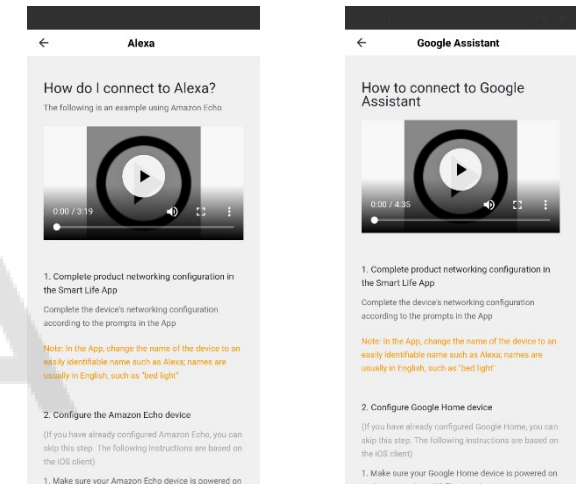 Alexa
How do I connect to Alexa?
The following is an example using Amazon Echo
0:00 / 3:19
1. Complete product networking configuration in
the Smart Life App
Complete the device's networking configuration
according to the prompts in the App
Note: In the App, change the name of the device to an
easily identifiable name such as Alexa; names are
usually in English, such as "bed light"
2. Configure the Amazon Echo device
(If you have already configured Amazon Echo, you can
skip this step. The following instructions are based on
the iOS client)
1. Make sure your Amazon Echo device is powered on
Google Assistant
How to connect to Google
Assistant
0:00 / 4:35
1. Complete product networking configuration in
the Smart Life App
Complete the device's networking configuration
according to the prompts in the App
Note: In the App, change the name of the device to an
easily identifiable name such as Alexa; names are
usually in English, such as "bed light"
2. Configure Google Home device
(If you have already configured Google Home, you can
skip this step. The following instructions are based on
the iOS client)
1. Make sure your Google Home device is powered on